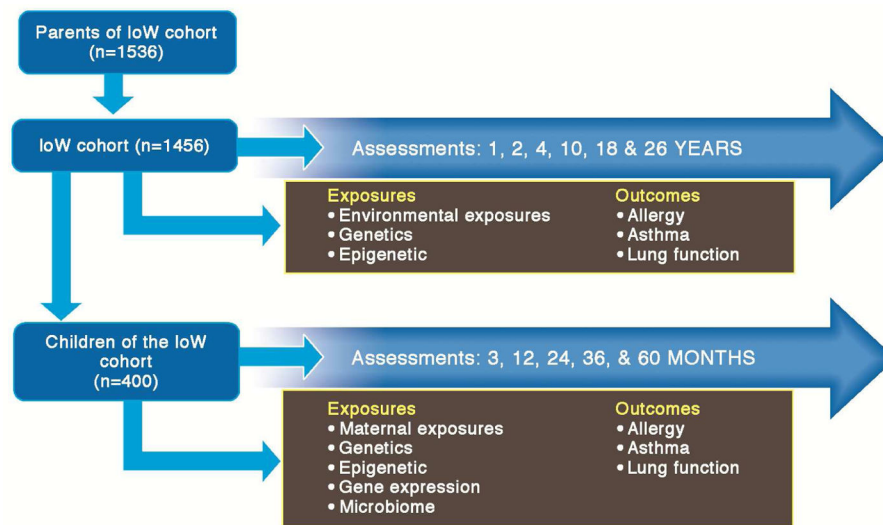 Parents of IoW cohort
(n=1536)
IoW cohort (n=1456)
Assessments: 1, 2, 4, 10, 18 & 26 YEARS
Exposures
• Environmental exposures
• Genetics
• Epigenetic
Outcomes
• Allergy
• Asthma
• Lung function
Children of the IoW
cohort
(n=400)
Assessments: 3, 12, 24, 36, & 60 MONTHS
Exposures
• Maternal exposures
• Genetics
• Epigenetic
• Gene expression
• Microbiome
Outcomes
• Allergy
• Asthma
• Lung function